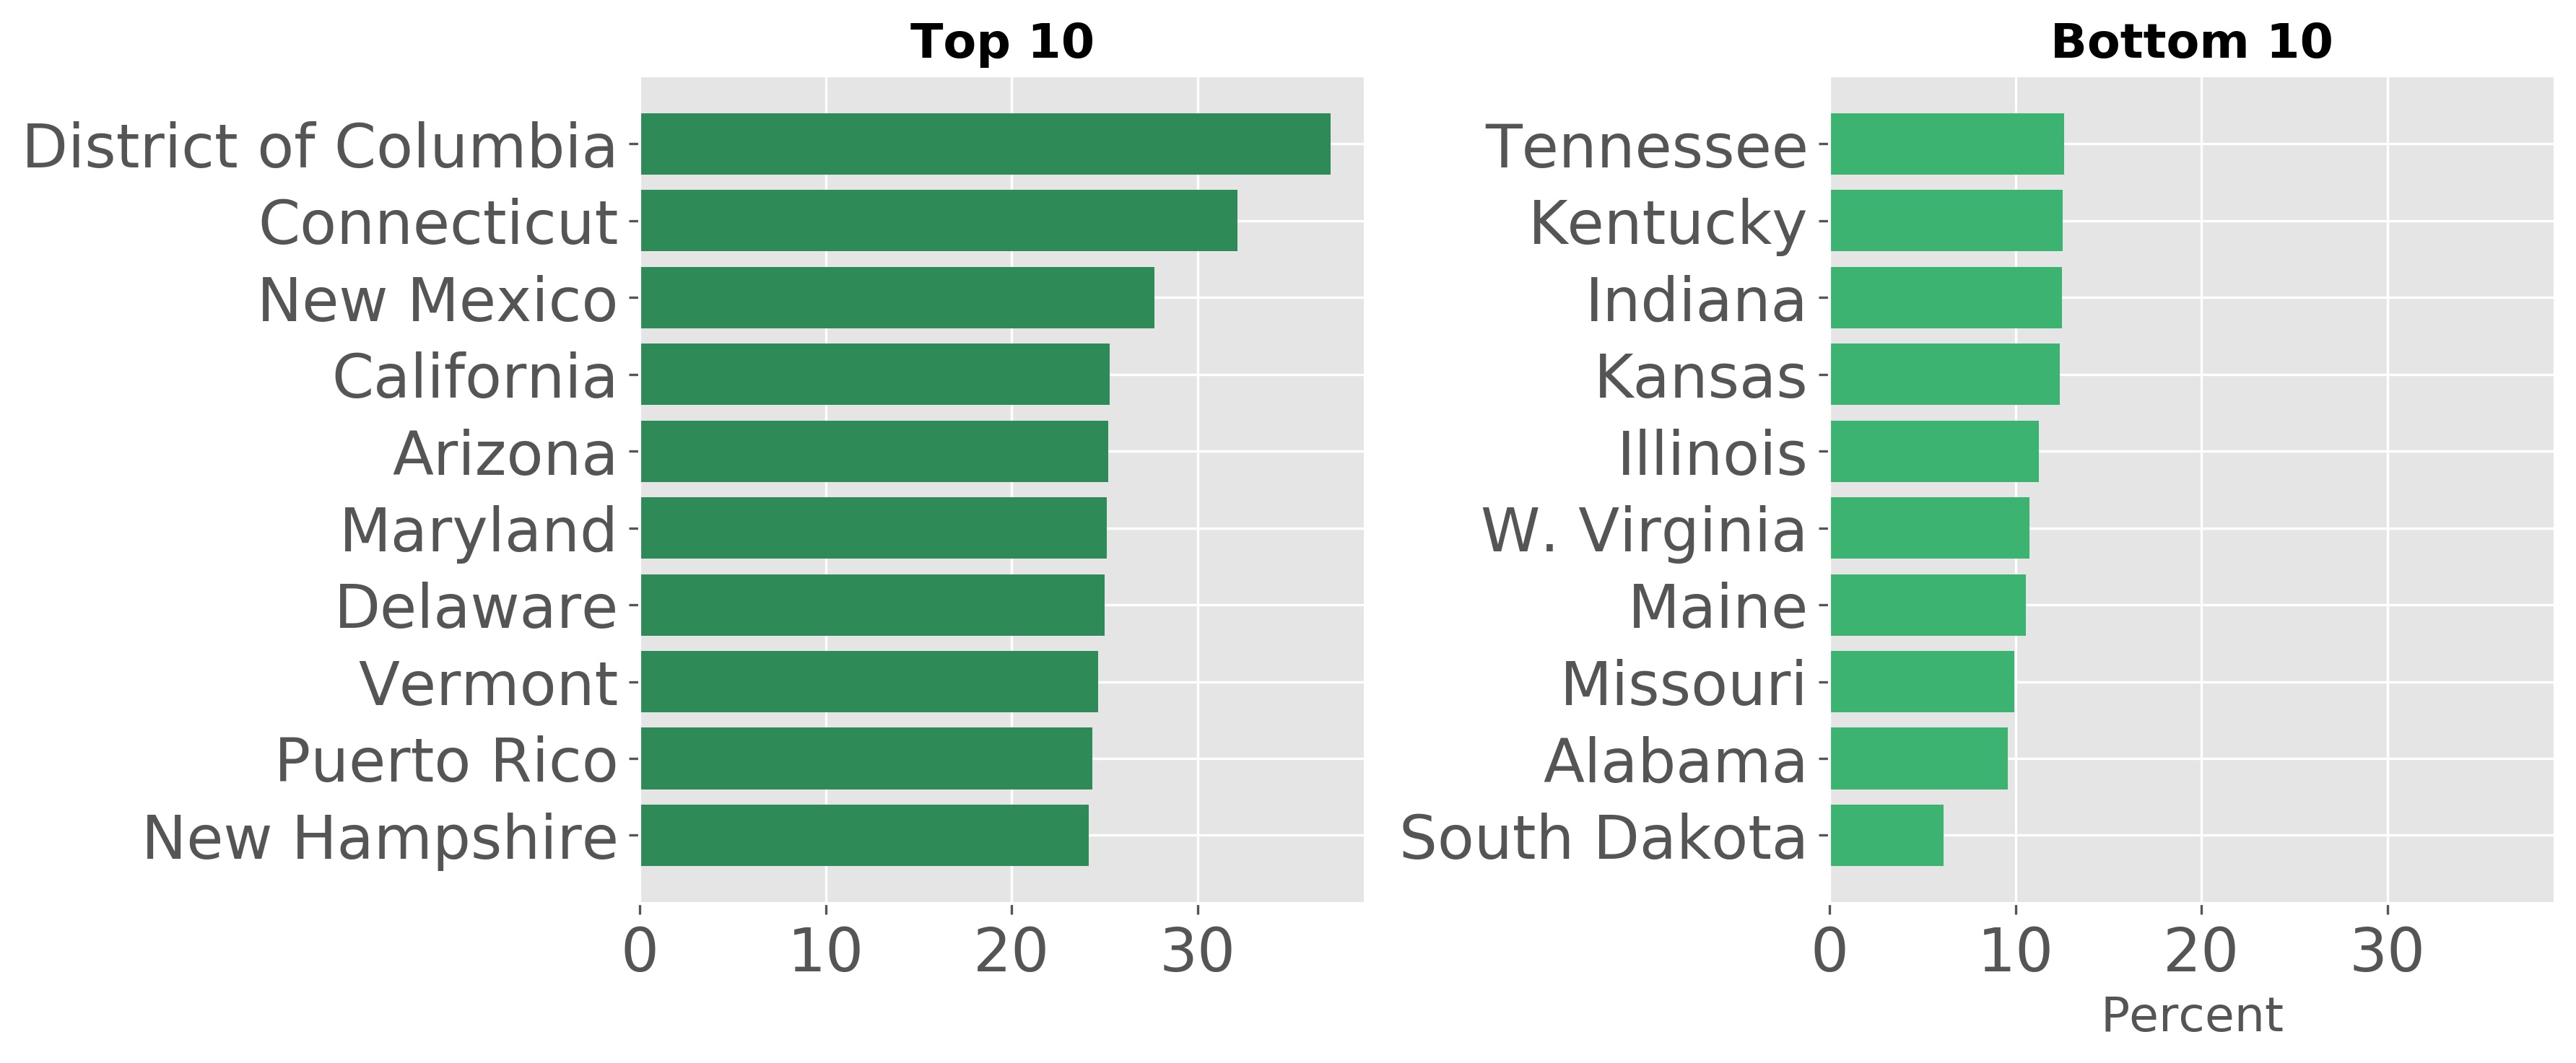 Top 10
District of Columbia
Connecticut
New Mexico
California
Arizona
Maryland
Delaware
Vermont
Puerto Rico
New Hampshire
0 10 20 30
Bottom 10
Tennessee
Kentucky
Indiana
Kansas
Illinois
W. Virginia
Maine
Missouri
Alabama
South Dakota
0 10 20 30
Percent